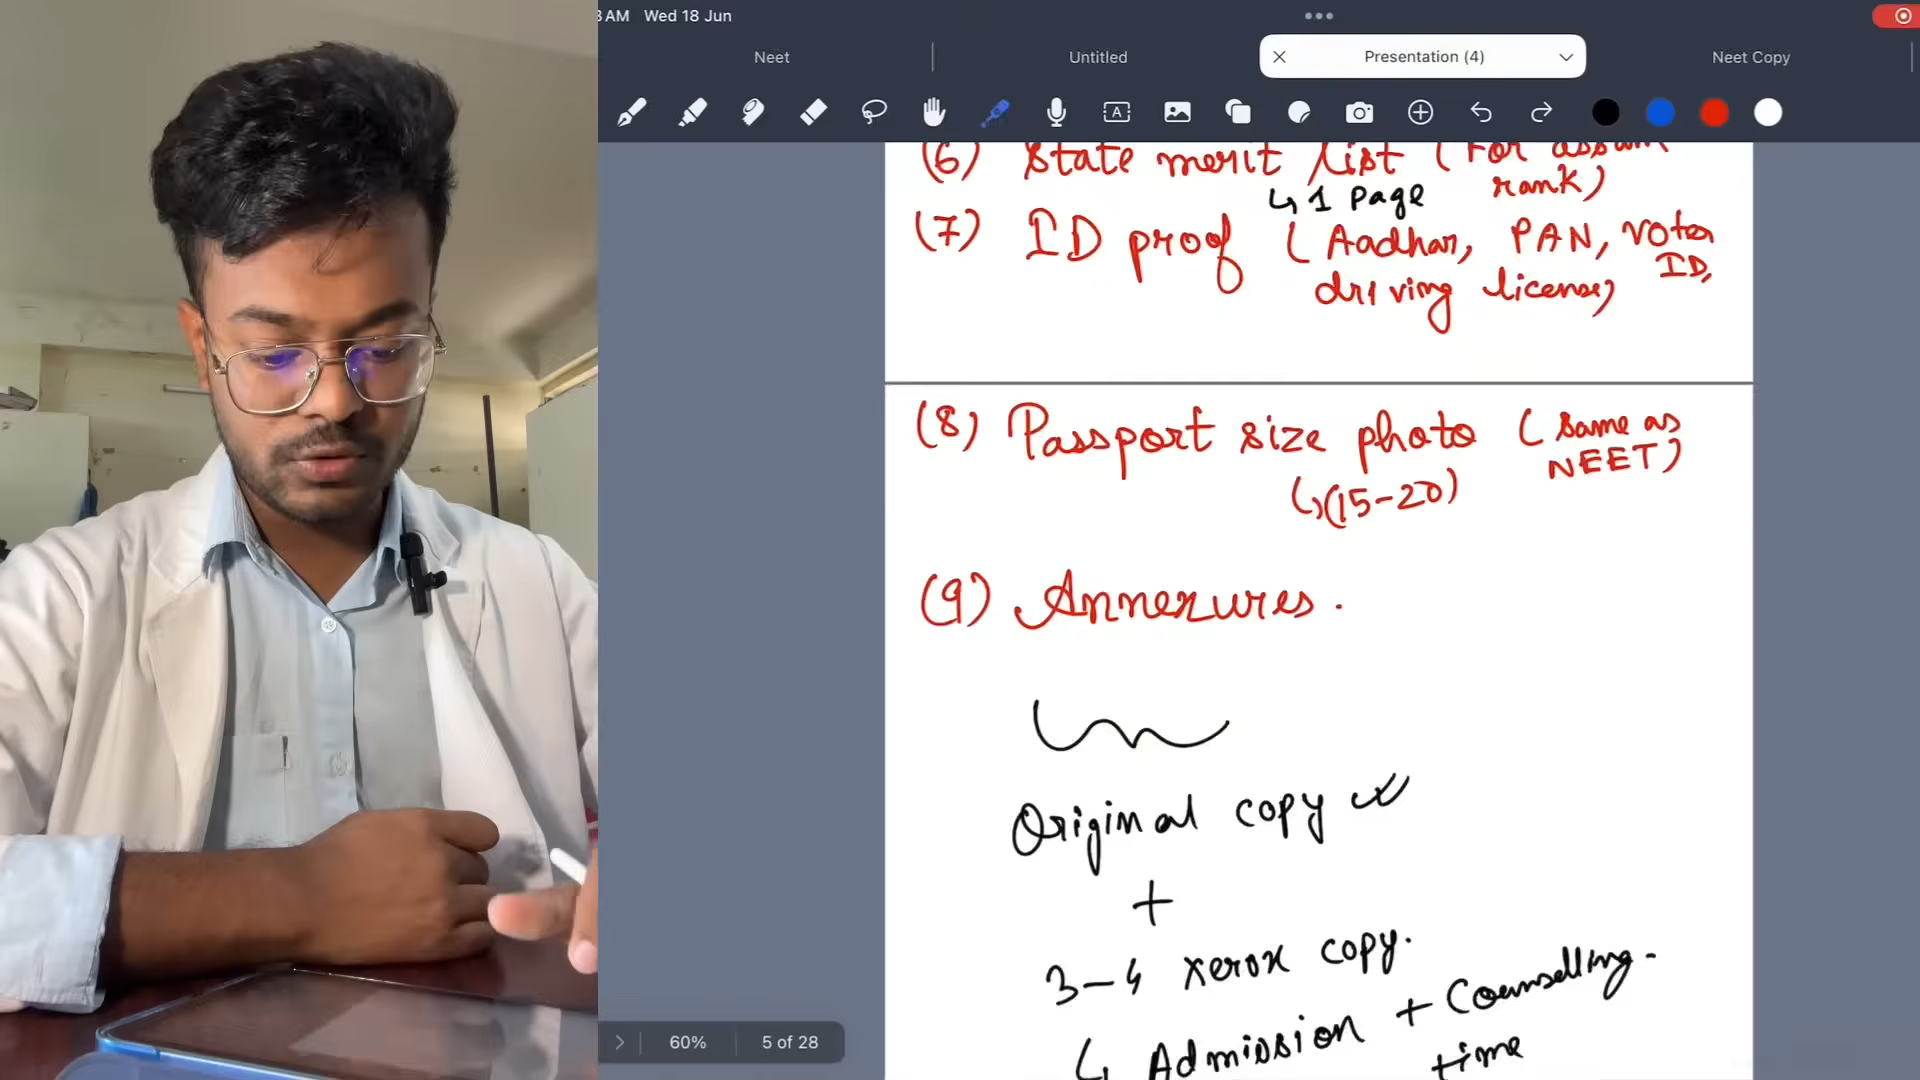 3 AM Wed 18 Jun
Neet
Untitled
Presentation (4)
Neet Copy
A
(6) State merit list (For assam
rank)
↳ 1 page
(7) ID proof (Aadhar, PAN, Voter
ID,
driving license,
(8) Passport size photo (same as
NEET)
↳(15-20)
(9) Annexures.
Original copy
+
3-4 xerox copy.
↳ Admission + Counselling.
time
60%
5 of 28